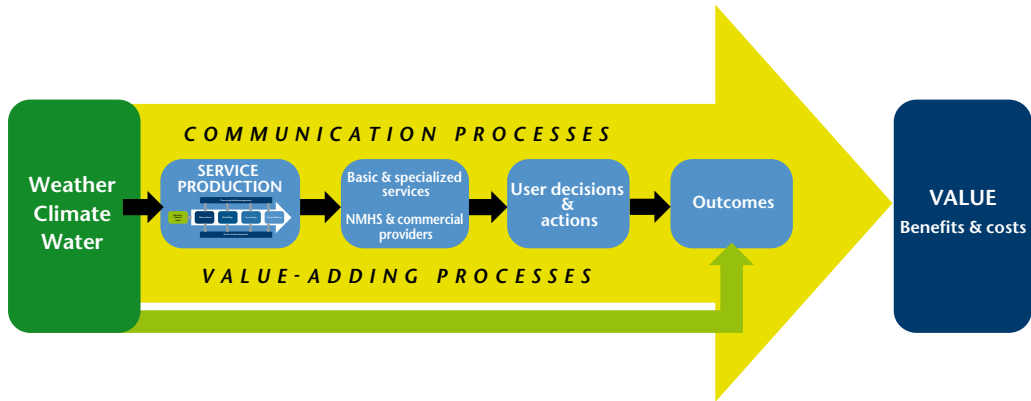 COMMUNICATION PROCESSES
Weather
Climate
Water
SERVICE
PRODUCTION
Basic & specialized
services
NMHS & commercial
providers
User decisions
&
actions
Outcomes
VALUE
Benefits & costs
VALUE-ADDING PROCESSES